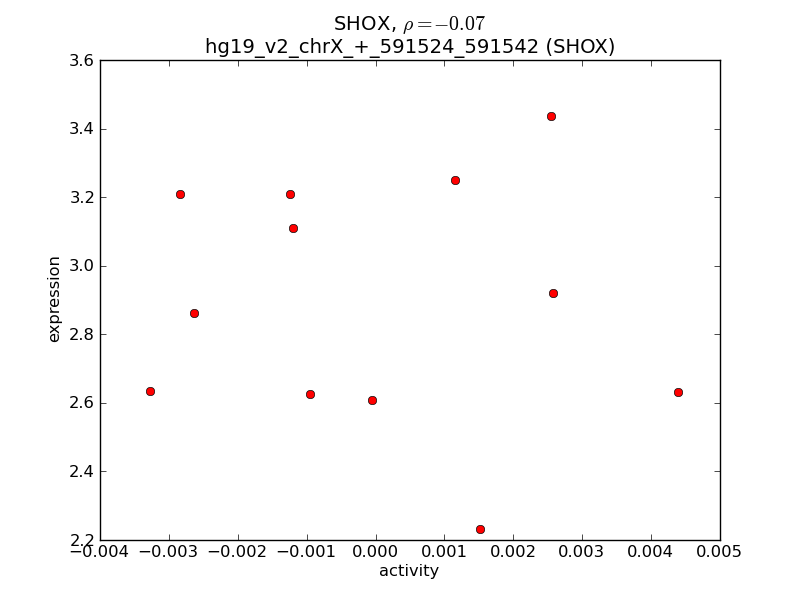 SHOX, ρ=−0.07
hg19_v2_chrX_+_591524_591542 (SHOX)
3.6
3.4
3.2
3.0
2.8
2.6
2.4
2.2
expression
−0.004 −0.003 −0.002 −0.001 0.000 0.001 0.002 0.003 0.004 0.005
activity